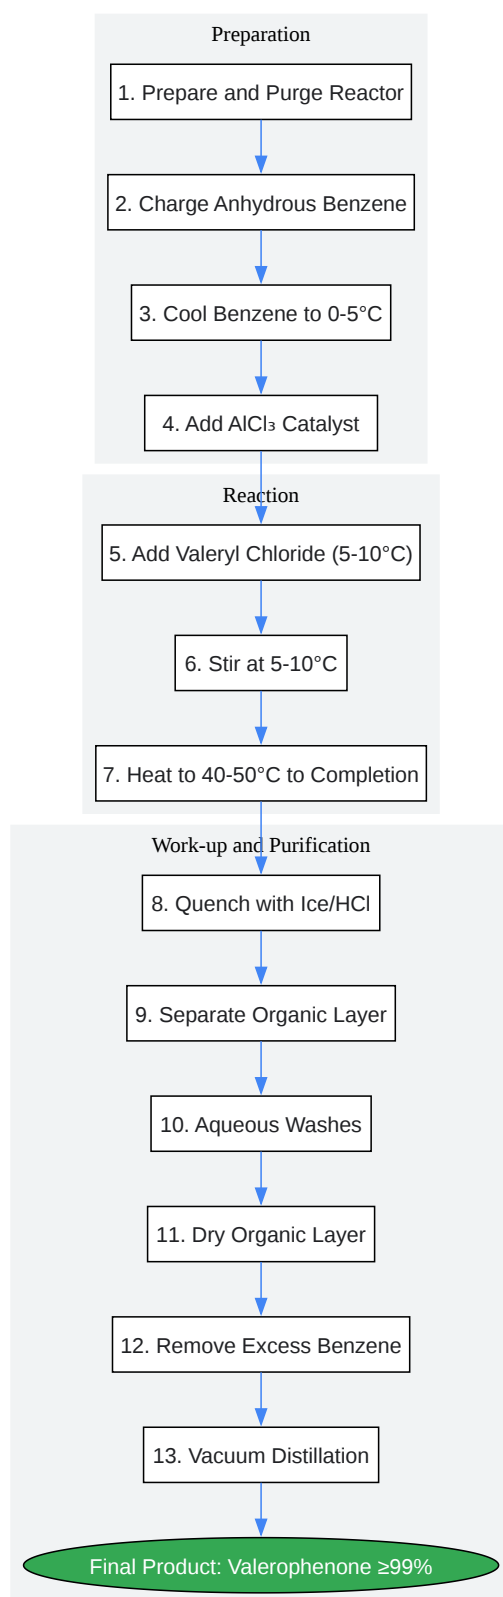 Preparation
1. Prepare and Purge Reactor
2. Charge Anhydrous Benzene
3. Cool Benzene to 0-5°C
4. Add AlCl₃ Catalyst
Reaction
5. Add Valeryl Chloride (5-10°C)
6. Stir at 5-10°C
7. Heat to 40-50°C to Completion
Work-up and Purification
8. Quench with Ice/HCl
9. Separate Organic Layer
10. Aqueous Washes
11. Dry Organic Layer
12. Remove Excess Benzene
13. Vacuum Distillation
Final Product: Valerophenone ≥99%